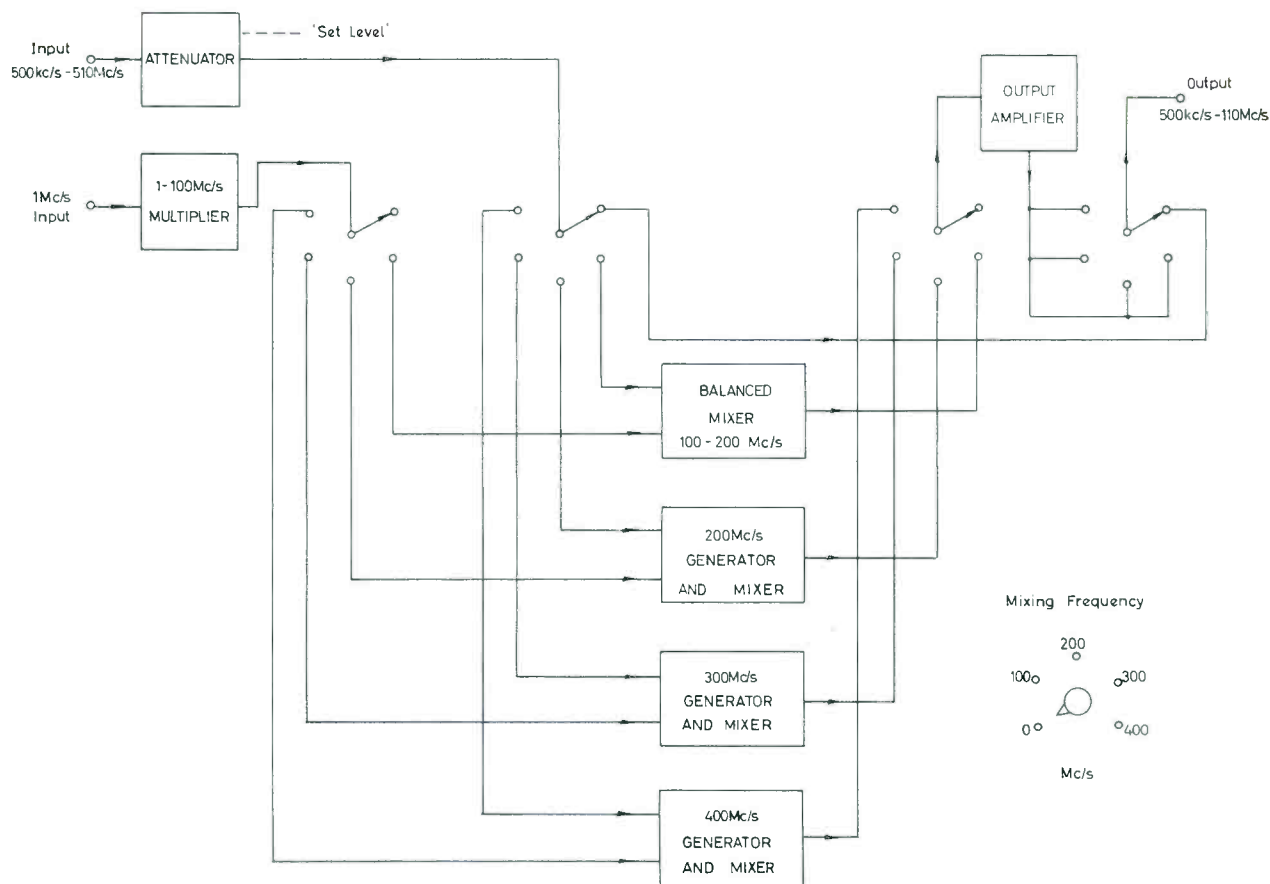 'Set Level'
Input
500kc/s-510Mc/s
ATTENUATOR
OUTPUT
AMPLIFIER
Output
500kc/s-110Mc/s
1Mc/s
Input
1-100Mc/s
MULTIPLIER
BALANCED
MIXER
100-200 Mc/s
200Mc/s
GENERATOR
AND MIXER
300Mc/s
GENERATOR
AND MIXER
400Mc/s
GENERATOR
AND MIXER
Mixing Frequency
200
100
300
0
400
Mc/s